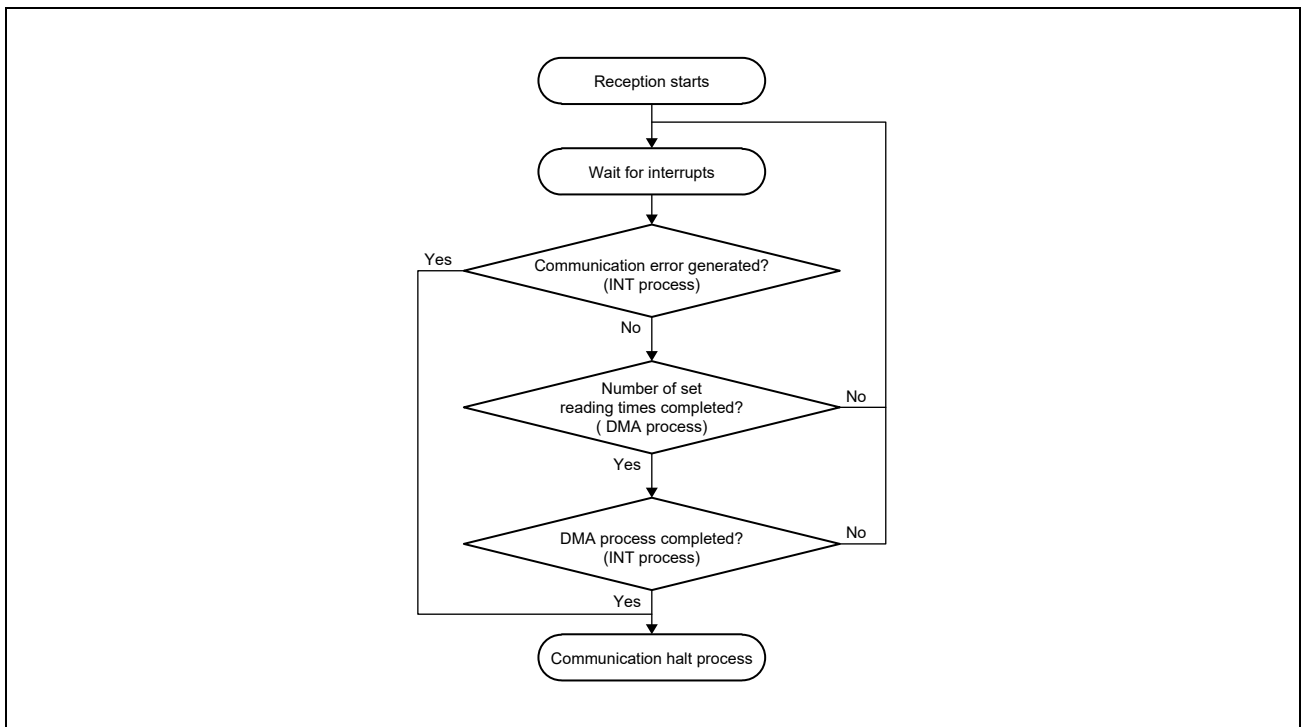 Reception starts
Wait for interrupts
Yes
Communication error generated?
(INT process)
No
Number of set
reading times completed?
( DMA process)
No
Yes
DMA process completed?
(INT process)
No
Yes
Communication halt process